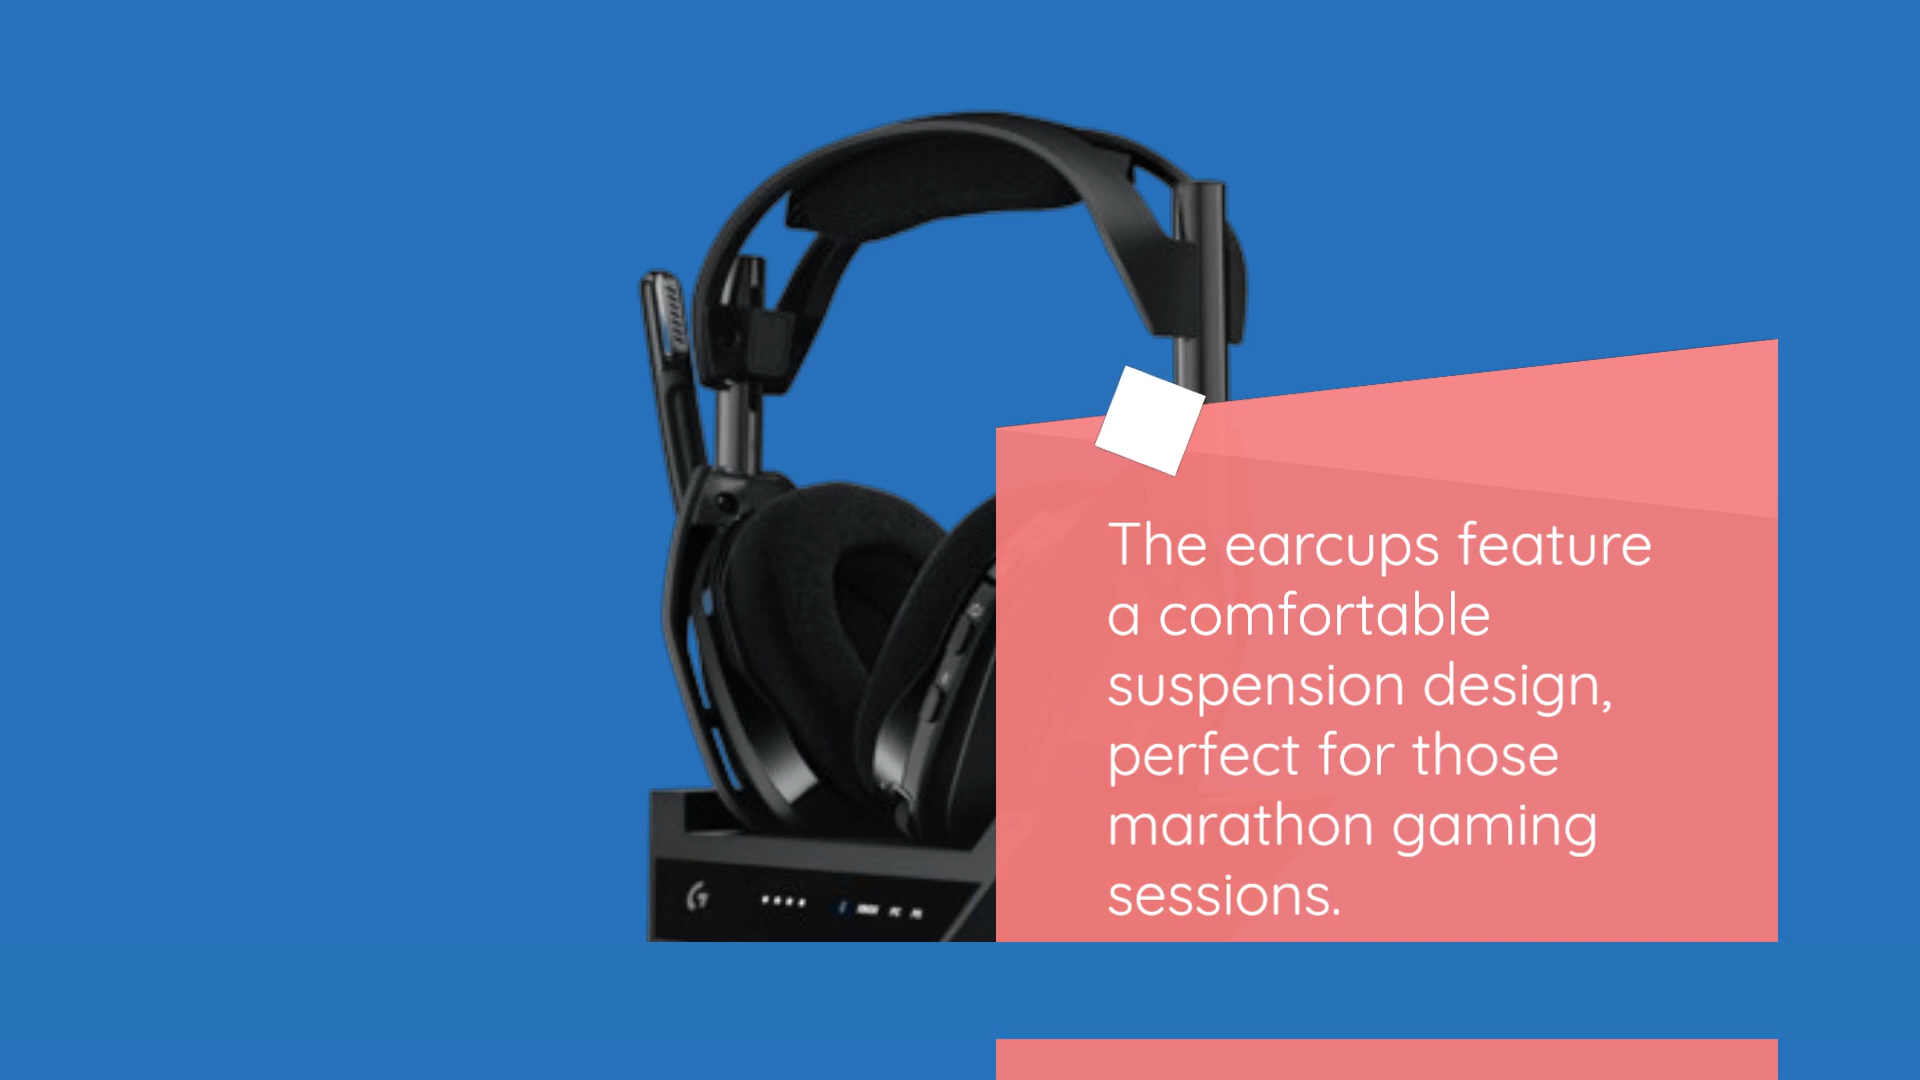 The earcups feature
a comfortable
suspension design,
perfect for those
marathon gaming
sessions.